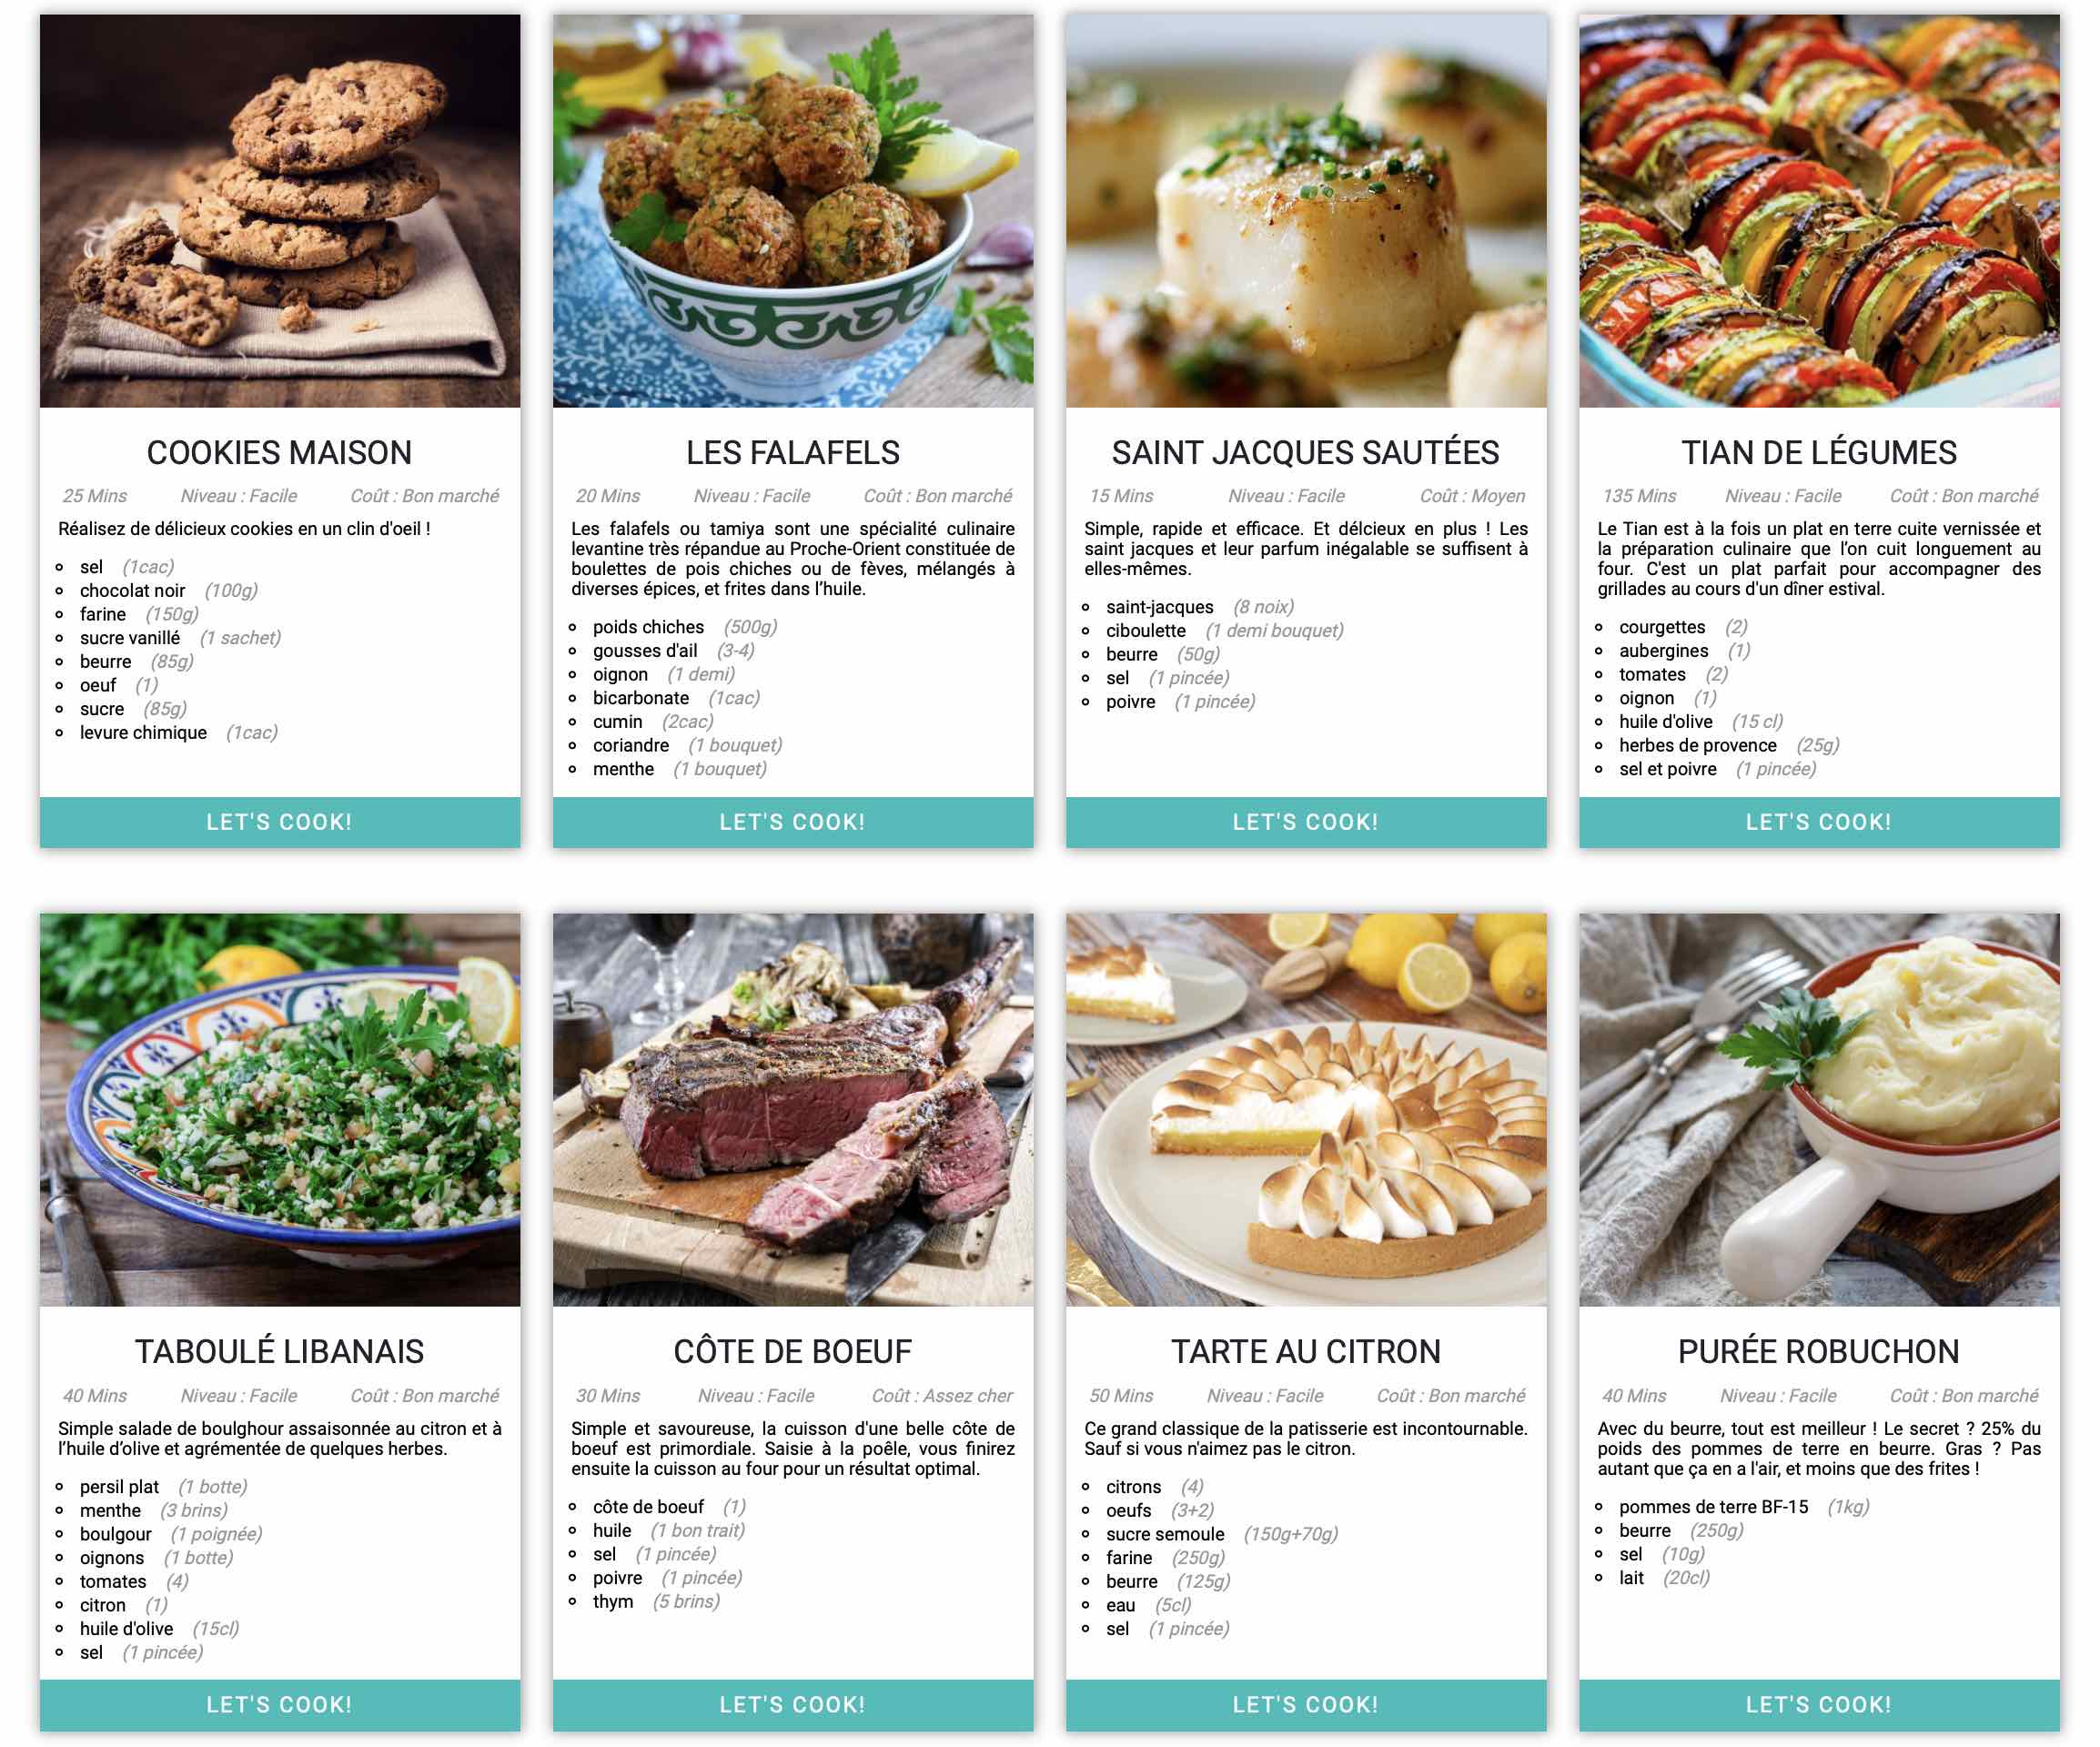 COOKIES MAISON
25 Mins Niveau : Facile Coût : Bon marché
Réalisez de délicieux cookies en un clin d'oeil !
sel (1cac)
chocolat noir (100g)
farine (150g)
sucre vanillé (1 sachet)
beurre (85g)
oeuf (1)
sucre (85g)
levure chimique (1cac)
LET'S COOK!
LES FALAFELS
20 Mins Niveau : Facile Coût : Bon marché
Les falafels ou tamiya sont une spécialité culinaire
levantine très répandue au Proche-Orient constituée de
boulettes de pois chiches ou de fèves, mélangés à
diverses épices, et frites dans l’huile.
poids chiches (500g)
gousses d'ail (3-4)
oignon (1 demi)
bicarbonate (1cac)
cumin (2cac)
coriandre (1 bouquet)
menthe (1 bouquet)
LET'S COOK!
SAINT JACQUES SAUTÉES
15 Mins Niveau : Facile Coût : Moyen
Simple, rapide et efficace. Et délcieux en plus ! Les
saint jacques et leur parfum inégalable se suffisent à
elles-mêmes.
saint-jacques (8 noix)
ciboulette (1 demi bouquet)
beurre (50g)
sel (1 pincée)
poivre (1 pincée)
LET'S COOK!
TIAN DE LÉGUMES
135 Mins Niveau : Facile Coût : Bon marché
Le Tian est à la fois un plat en terre cuite vernissée et
la préparation culinaire que l’on cuit longuement au
four. C'est un plat parfait pour accompagner des
grillades au cours d'un dîner estival.
courgettes (2)
aubergines (1)
tomates (2)
oignon (1)
huile d'olive (15 cl)
herbes de provence (25g)
sel et poivre (1 pincée)
LET'S COOK!
TABOULÉ LIBANAIS
40 Mins Niveau : Facile Coût : Bon marché
Simple salade de boulghour assaisonnée au citron et à
l’huile d’olive et agrémentée de quelques herbes.
persil plat (1 botte)
menthe (3 brins)
boulgour (1 poignée)
oignons (1 botte)
tomates (4)
citron (1)
huile d'olive (15cl)
sel (1 pincée)
LET'S COOK!
CÔTE DE BOEUF
30 Mins Niveau : Facile Coût : Assez cher
Simple et savoureuse, la cuisson d'une belle côte de
boeuf est primordiale. Saisie à la poêle, vous finirez
ensuite la cuisson au four pour un résultat optimal.
côte de boeuf (1)
huile (1 bon trait)
sel (1 pincée)
poivre (1 pincée)
thym (5 brins)
LET'S COOK!
TARTE AU CITRON
50 Mins Niveau : Facile Coût : Bon marché
Ce grand classique de la patisserie est incontournable.
Sauf si vous n'aimez pas le citron.
citrons (4)
oeufs (3+2)
sucre semoule (150g+70g)
farine (250g)
beurre (125g)
eau (5cl)
sel (1 pincée)
LET'S COOK!
PURÉE ROBUCHON
40 Mins Niveau : Facile Coût : Bon marché
Avec du beurre, tout est meilleur ! Le secret ? 25% du
poids des pommes de terre en beurre. Gras ? Pas
autant que ça en a l'air, et moins que des frites !
pommes de terre BF-15 (1kg)
beurre (250g)
sel (10g)
lait (20cl)
LET'S COOK!